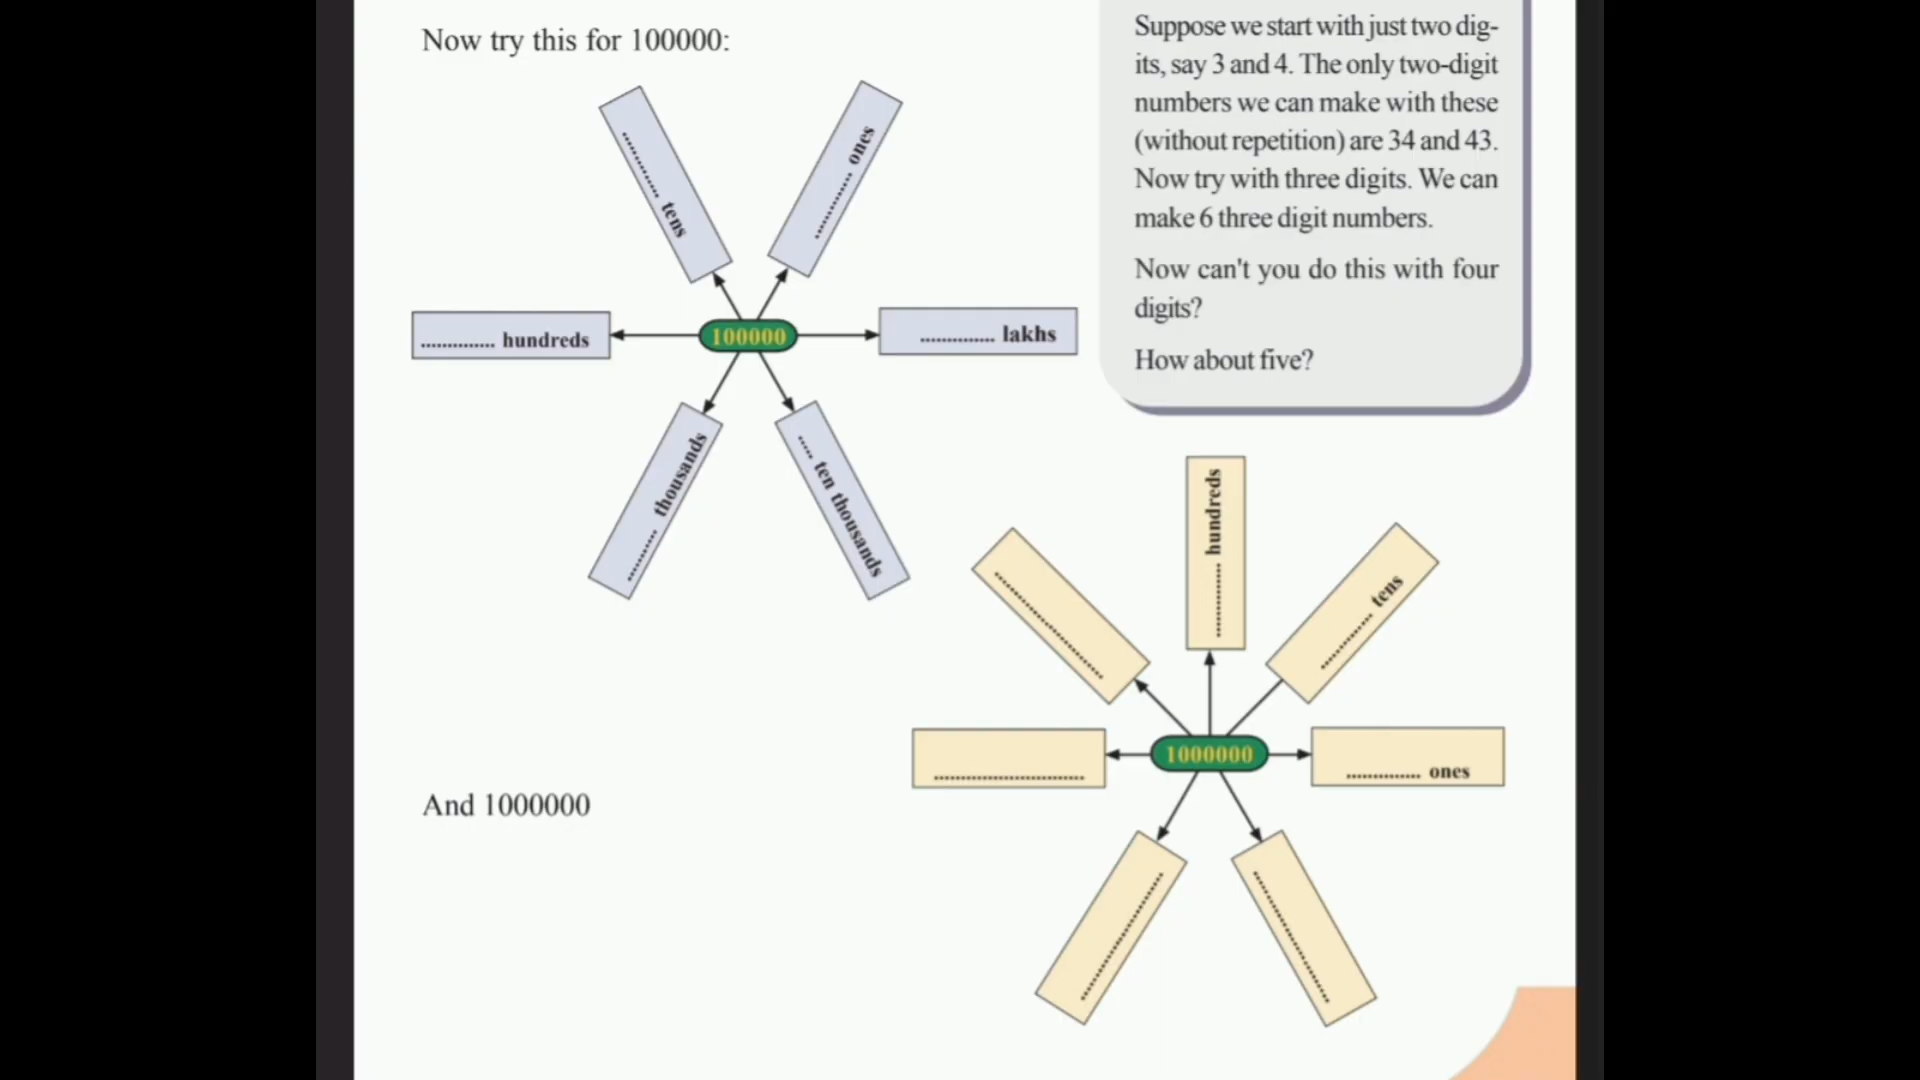 Now try this for 100000:
............. tens
............. ones
............. hundreds
100000
.............. lakhs
.......... thousands
..... ten thousands
Suppose we start with just two dig-
its, say 3 and 4. The only two-digit
numbers we can make with these
(without repetition) are 34 and 43.
Now try with three digits. We can
make 6 three digit numbers.
Now can't you do this with four
digits?
How about five?
And 1000000
.............. hundreds
............. tens
1000000
.............. ones